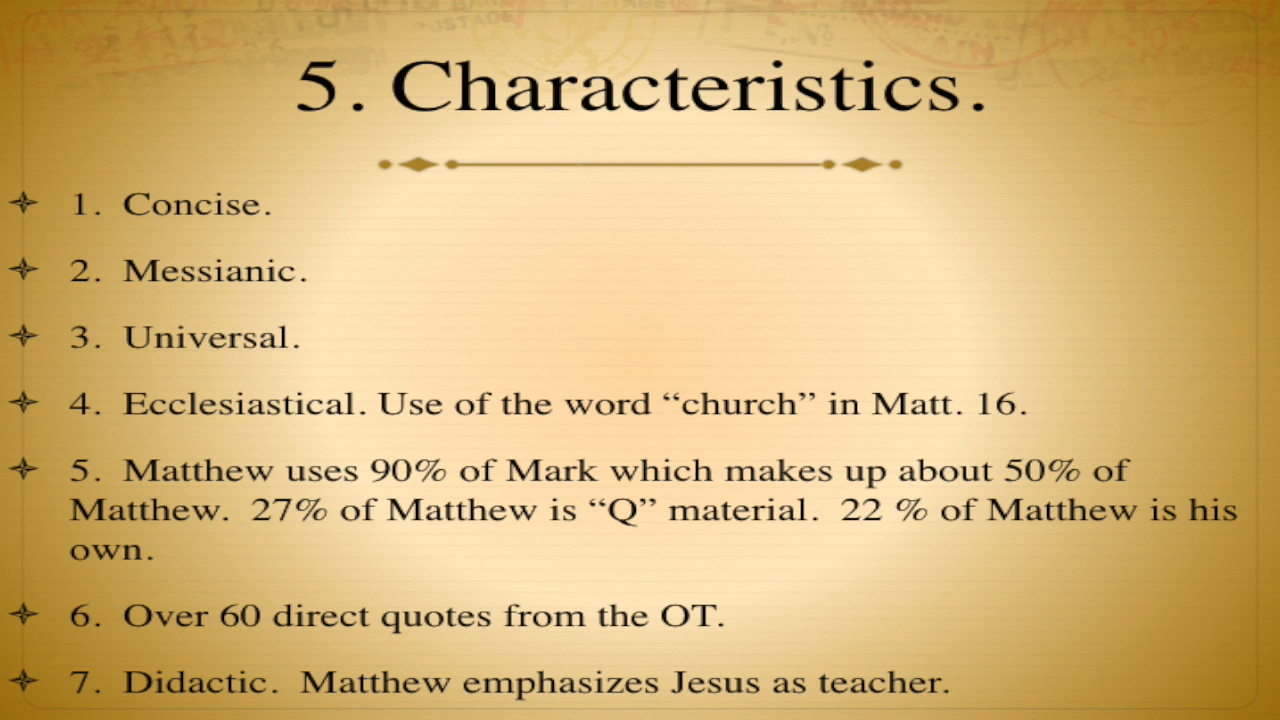 5. Characteristics.
1. Concise.
2. Messianic.
3. Universal.
4. Ecclesiastical. Use of the word “church” in Matt. 16.
5. Matthew uses 90% of Mark which makes up about 50% of
Matthew. 27% of Matthew is “Q” material. 22 % of Matthew is his
own.
6. Over 60 direct quotes from the OT.
7. Didactic. Matthew emphasizes Jesus as teacher.